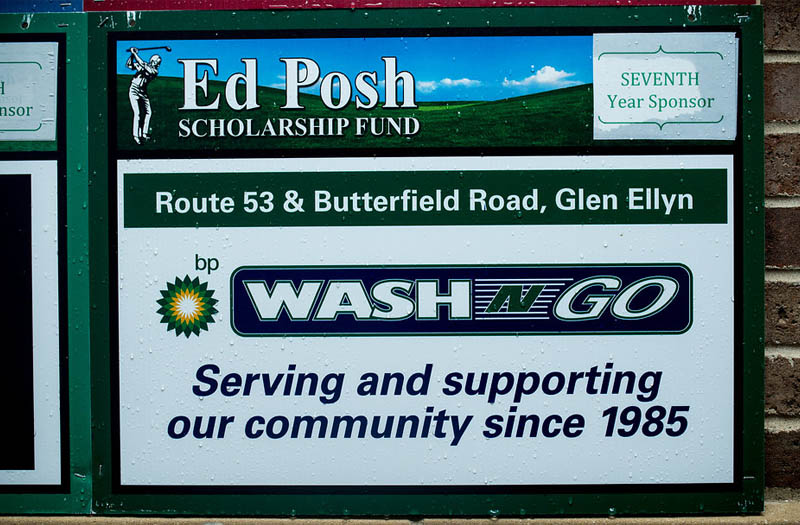 Ed Posh
SCHOLARSHIP FUND
SEVENTH
Year Sponsor
nsor
Route 53 & Butterfield Road, Glen Ellyn
bp
WASH N GO
Serving and supporting
our community since 1985